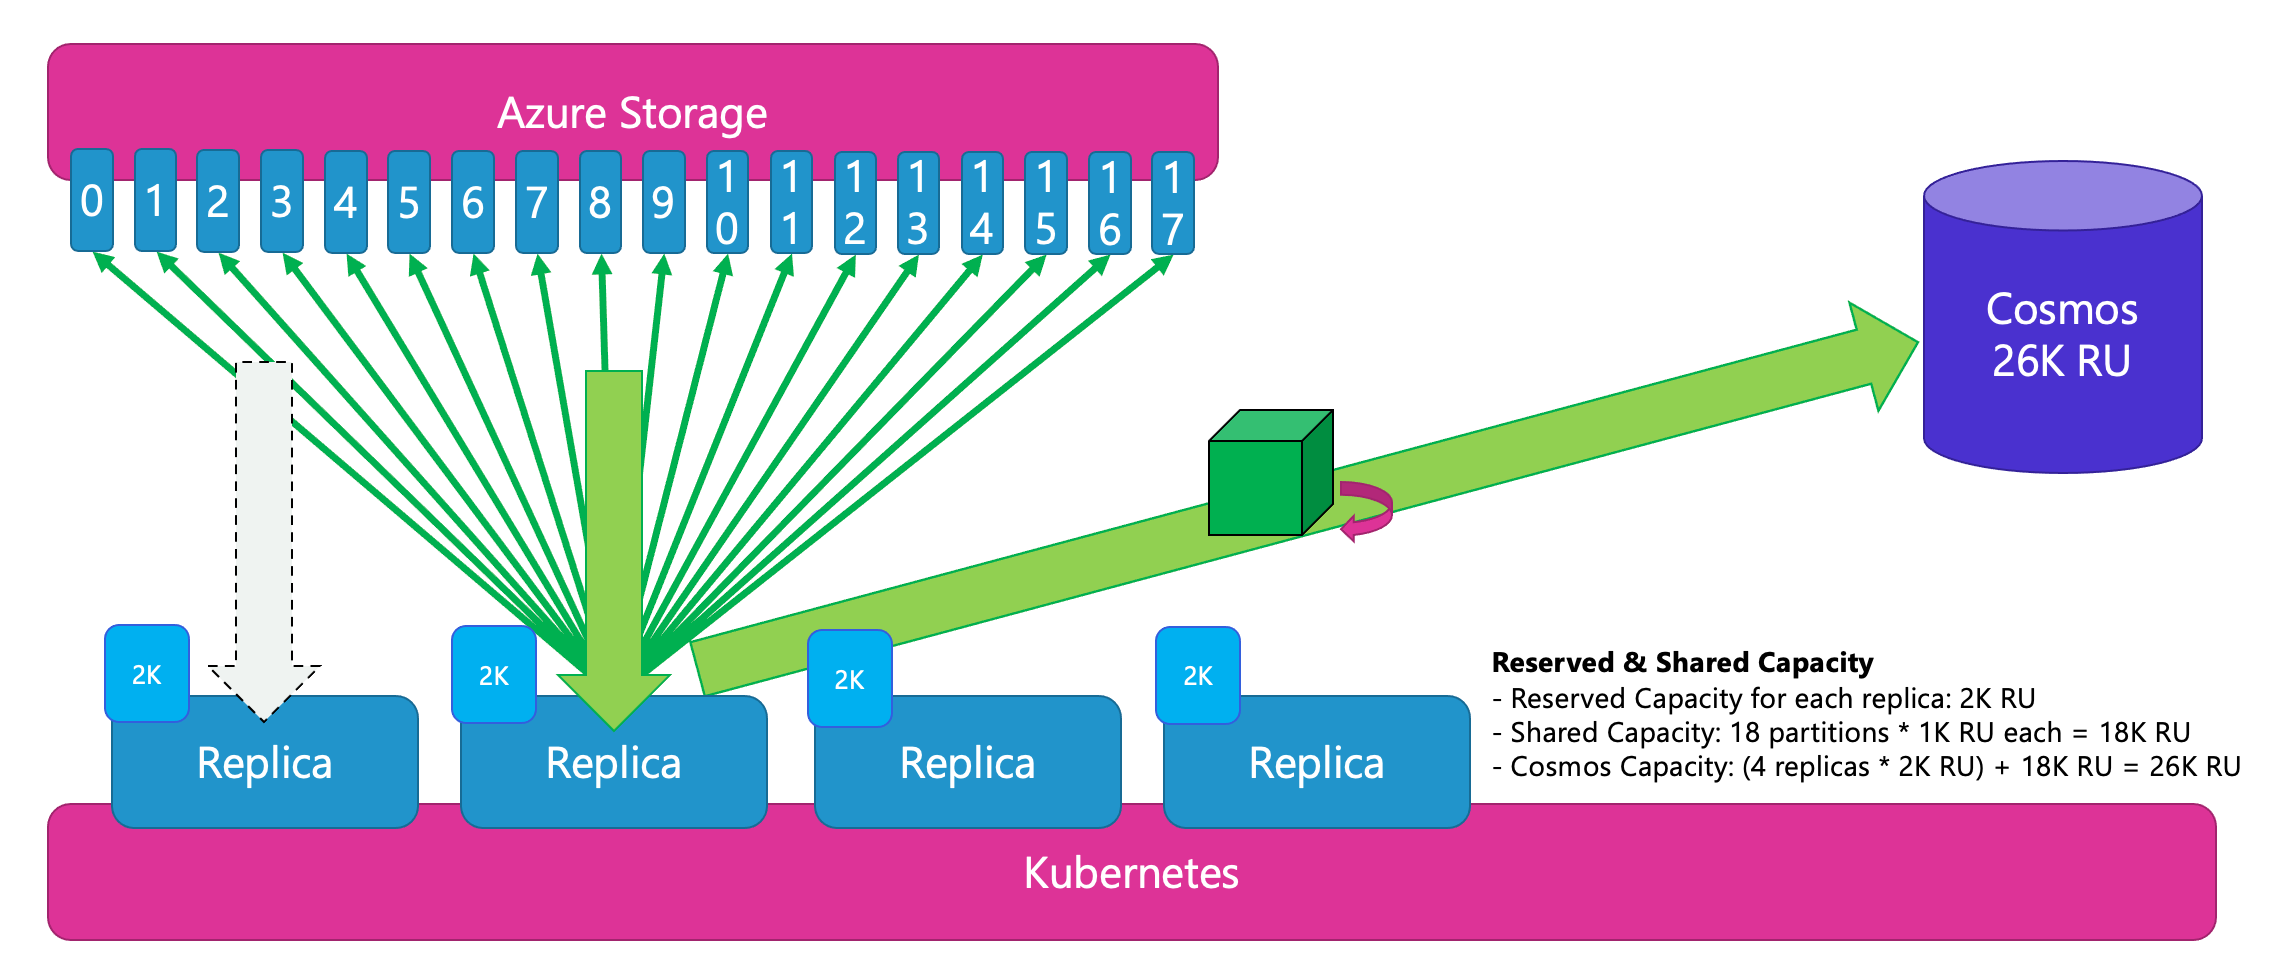 Azure Storage
0
1
2
3
4
5
6
7
8
9
10
11
12
13
14
15
16
17
Cosmos
26K RU
2K
2K
2K
2K
Replica
Replica
Replica
Replica
Reserved & Shared Capacity
- Reserved Capacity for each replica: 2K RU
- Shared Capacity: 18 partitions * 1K RU each = 18K RU
- Cosmos Capacity: (4 replicas * 2K RU) + 18K RU = 26K RU
Kubernetes